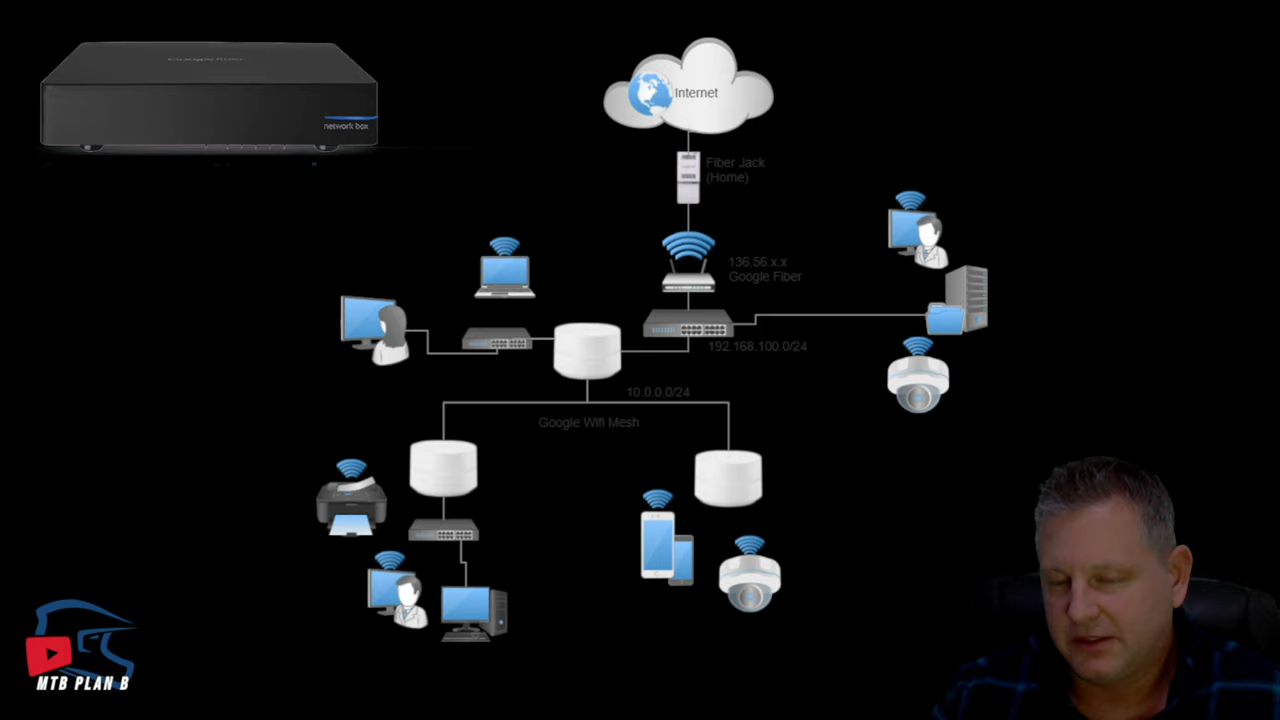 network box
Internet
Fiber Jack
(Home)
136.56.x.x
Google Fiber
192.168.100.0/24
10.0.0.0/24
Google Wifi Mesh
MTB PLAN B